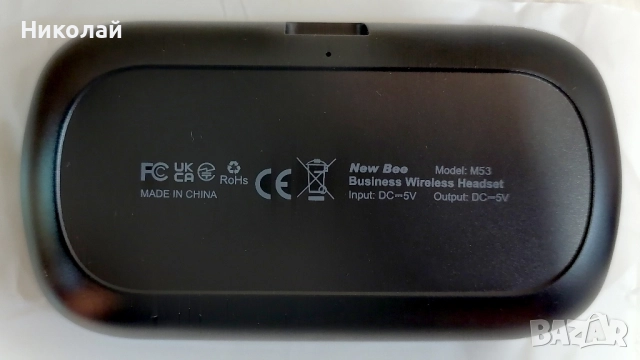 Николай
FC UK CA RoHs CE
MADE IN CHINA
New Bee Model: M53
Business Wireless Headset
Input: DC⎓5V Output: DC⎓5V
BAZAR